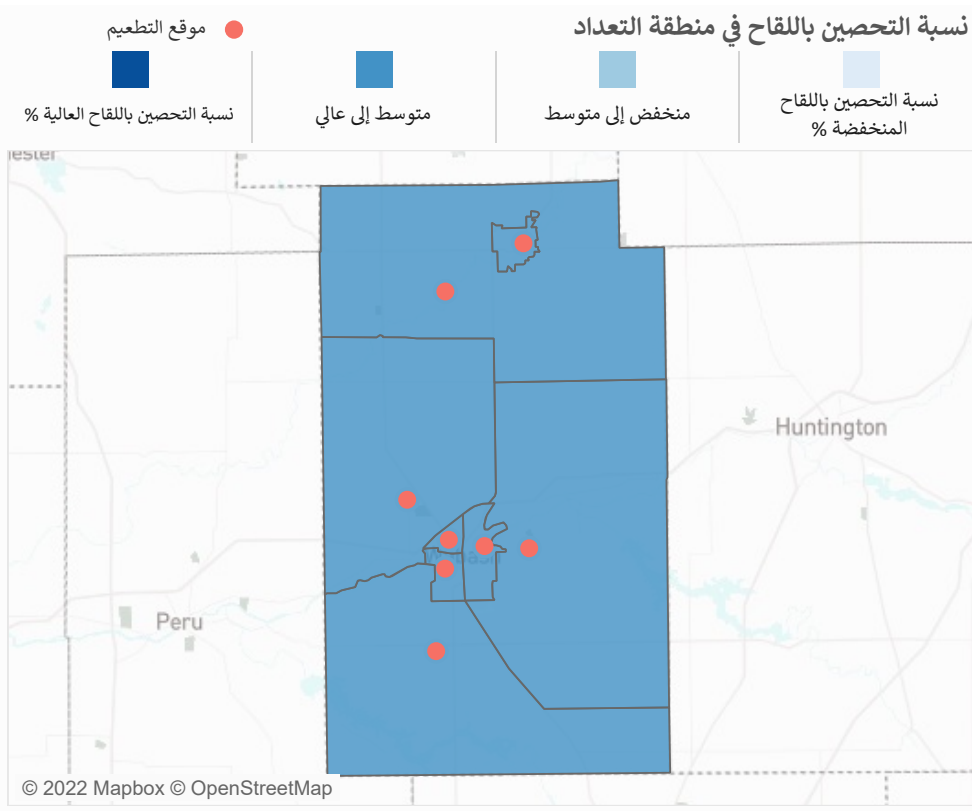 نسبة التحصين باللقاح في منطقة التعداد
موقع التطعيم
نسبة التحصين باللقاح
المنخفضة %
منخفض إلى متوسط
متوسط إلى عالي
نسبة التحصين باللقاح العالية %
Huntington
Peru
© 2022 Mapbox © OpenStreetMap